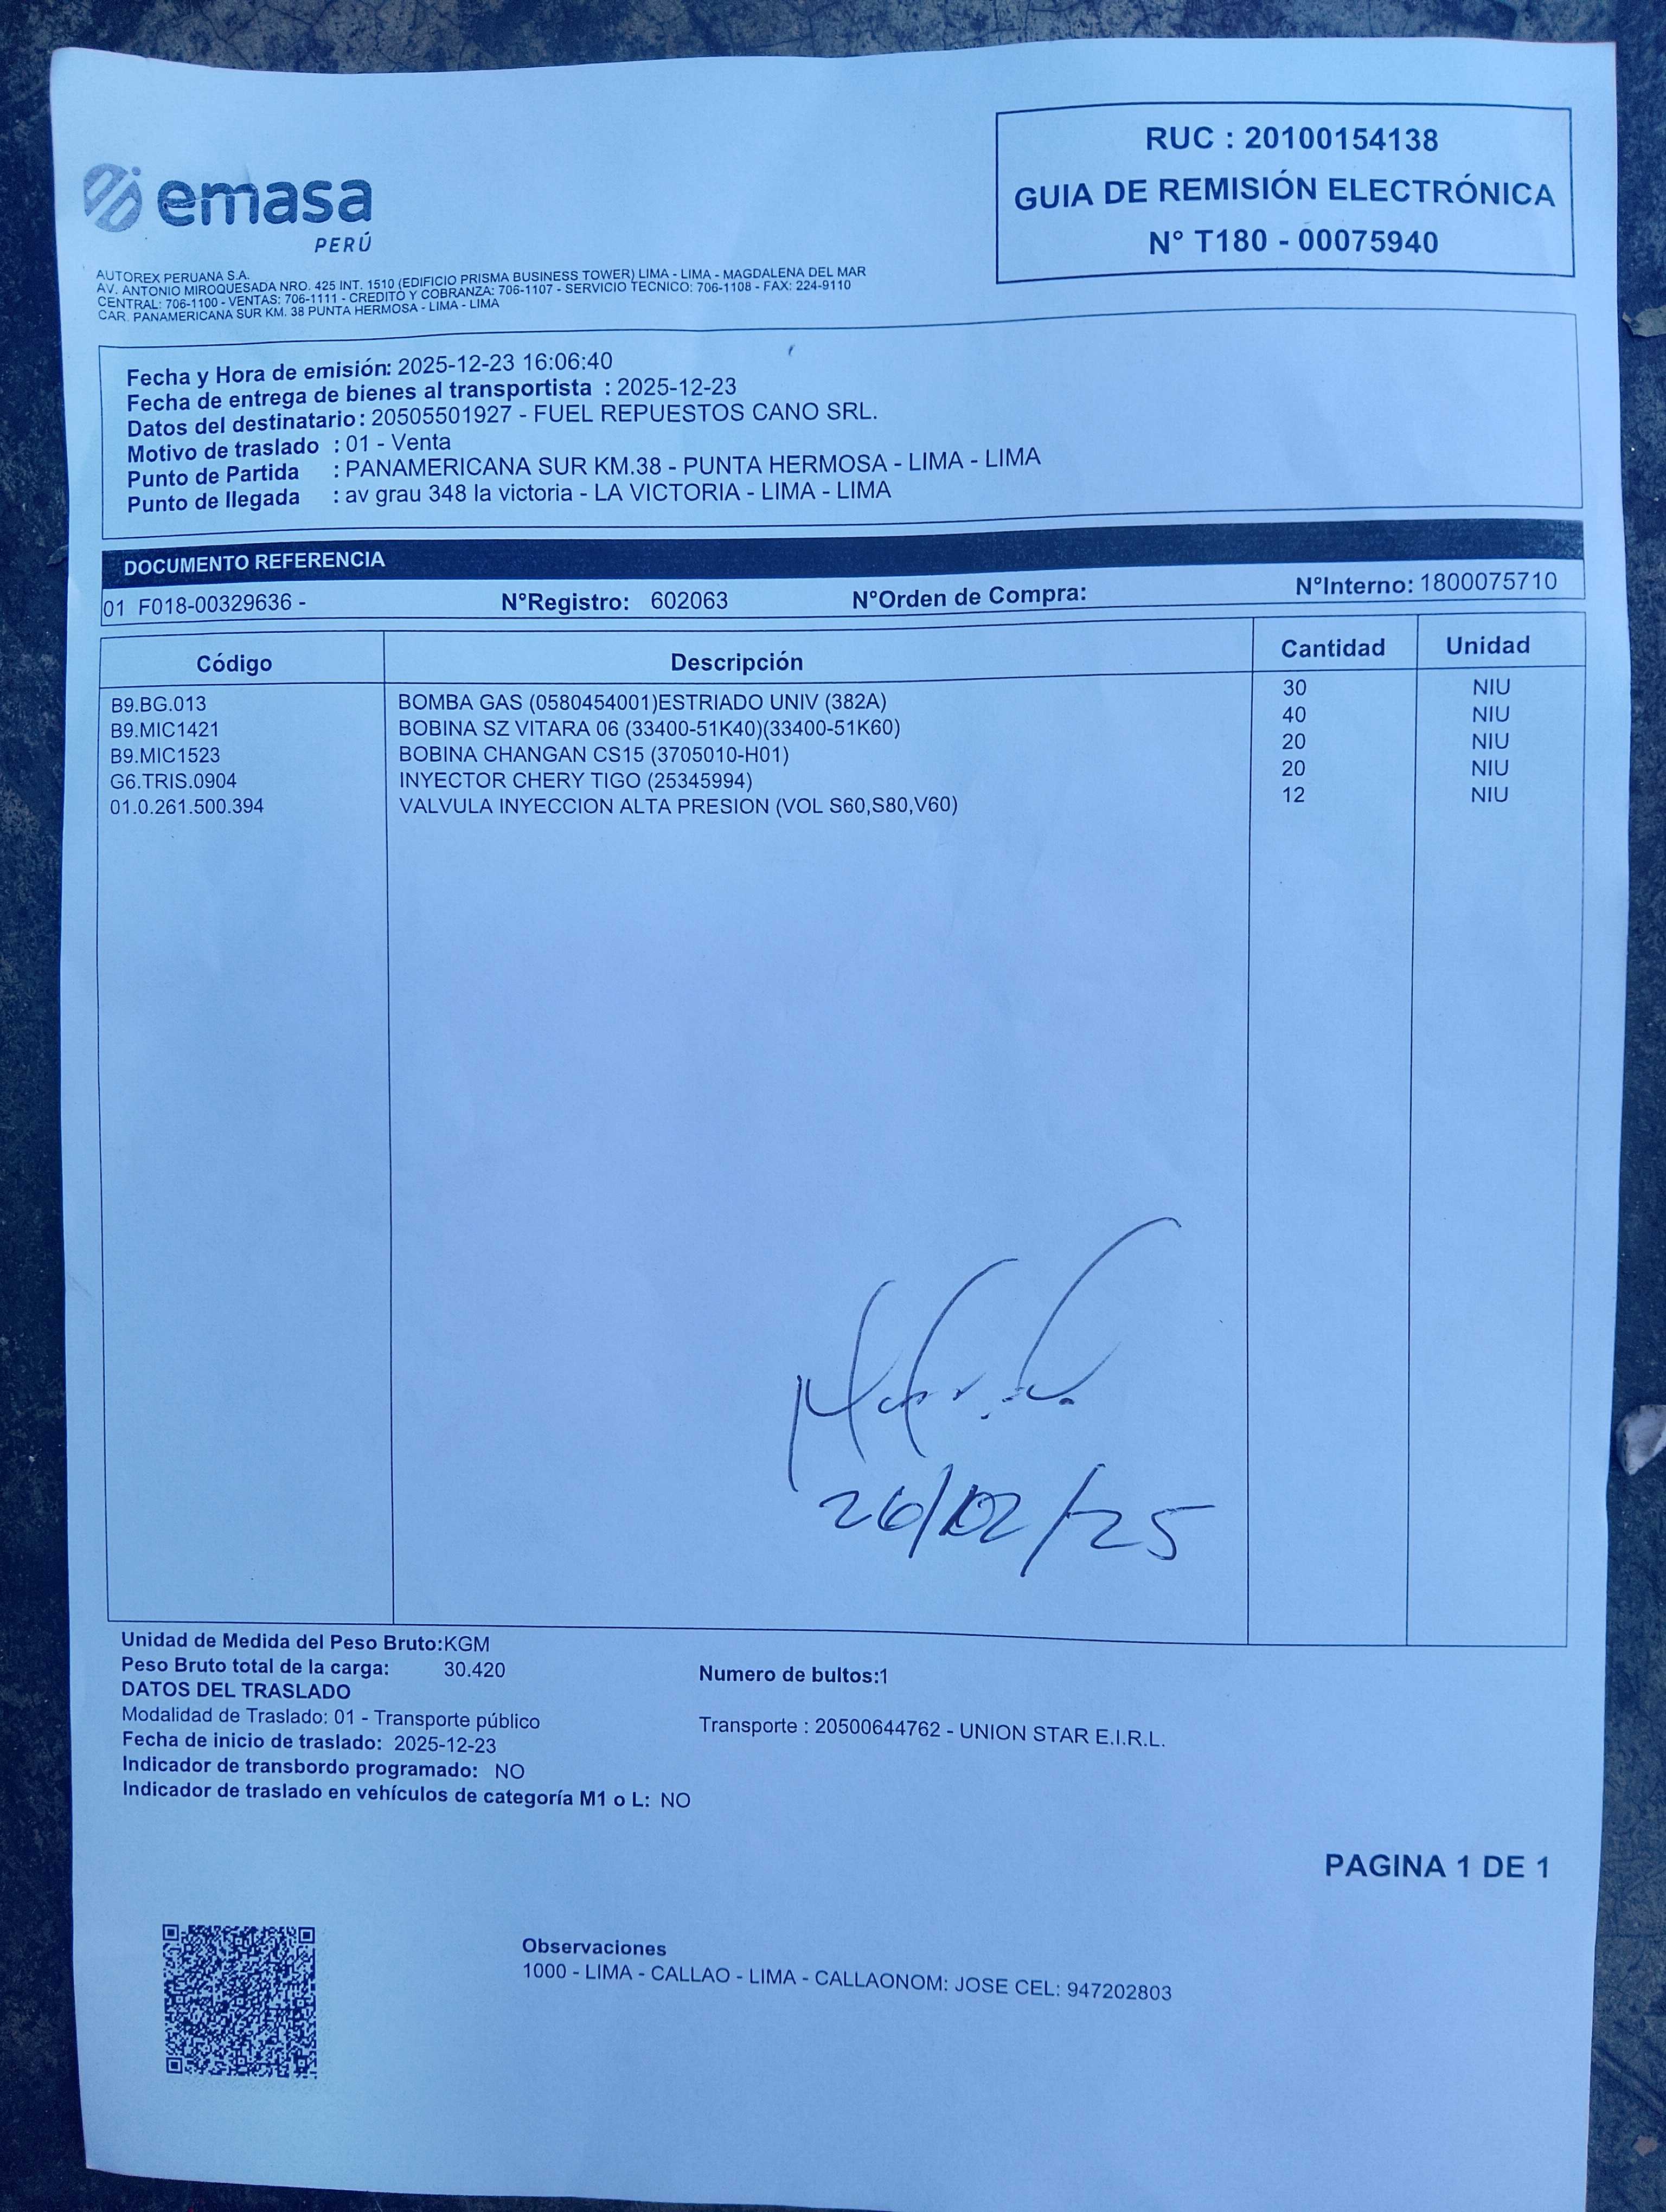 RUC : 20100154138
GUIA DE REMISIÓN ELECTRÓNICA
N° T180 - 00075940
emasa
PERÚ
AUTOREX PERUANA S.A.
AV. ANTONIO MIROQUESADA NRO. 425 INT. 1510 (EDIFICIO PRISMA BUSINESS TOWER) LIMA - LIMA - MAGDALENA DEL MAR
CENTRAL: 706-1100 - VENTAS: 706-1111 - CREDITO Y COBRANZA: 706-1107 - SERVICIO TECNICO: 706-1108 - FAX: 224-9110
CAR. PANAMERICANA SUR KM. 38 PUNTA HERMOSA - LIMA - LIMA
Fecha y Hora de emisión: 2025-12-23 16:06:40
Fecha de entrega de bienes al transportista : 2025-12-23
Datos del destinatario: 20505501927 - FUEL REPUESTOS CANO SRL.
Motivo de traslado : 01 - Venta
Punto de Partida : PANAMERICANA SUR KM.38 - PUNTA HERMOSA - LIMA - LIMA
Punto de llegada : av grau 348 la victoria - LA VICTORIA - LIMA - LIMA
DOCUMENTO REFERENCIA
01 F018-00329636 - N°Registro: 602063 N°Orden de Compra: N°Interno: 1800075710
Código Descripción Cantidad Unidad
B9.BG.013 BOMBA GAS (0580454001)ESTRIADO UNIV (382A) 30 NIU
B9.MIC1421 BOBINA SZ VITARA 06 (33400-51K40)(33400-51K60) 40 NIU
B9.MIC1523 BOBINA CHANGAN CS15 (3705010-H01) 20 NIU
G6.TRIS.0904 INYECTOR CHERY TIGO (25345994) 20 NIU
01.0.261.500.394 VALVULA INYECCION ALTA PRESION (VOL S60,S80,V60) 12 NIU
26/12/25
Unidad de Medida del Peso Bruto:KGM
Peso Bruto total de la carga: 30.420 Numero de bultos:1
DATOS DEL TRASLADO
Modalidad de Traslado: 01 - Transporte público Transporte : 20500644762 - UNION STAR E.I.R.L.
Fecha de inicio de traslado: 2025-12-23
Indicador de transbordo programado: NO
Indicador de traslado en vehículos de categoría M1 o L: NO
PAGINA 1 DE 1
Observaciones
1000 - LIMA - CALLAO - LIMA - CALLAONOM: JOSE CEL: 947202803